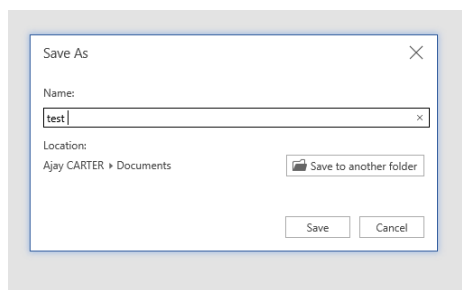 Save As
Name:
test
Location:
Ajay CARTER ▸ Documents
Save to another folder
Save Cancel